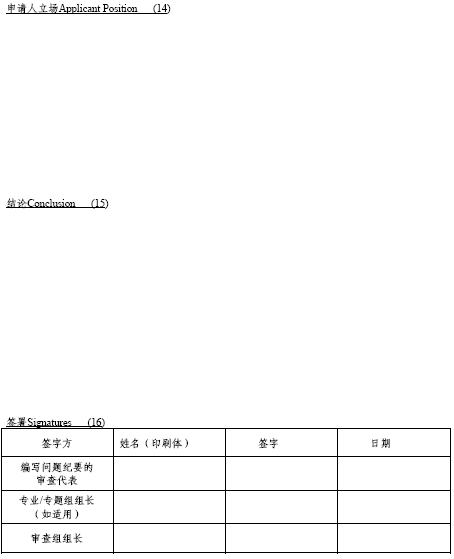 申请人立场Applicant Position (14)
结论Conclusion (15)
签署Signatures (16)
签字方 姓名（印刷体） 签字 日期
编写问题纪要的
审查代表
专业/专题组组长
（如适用）
审查组组长